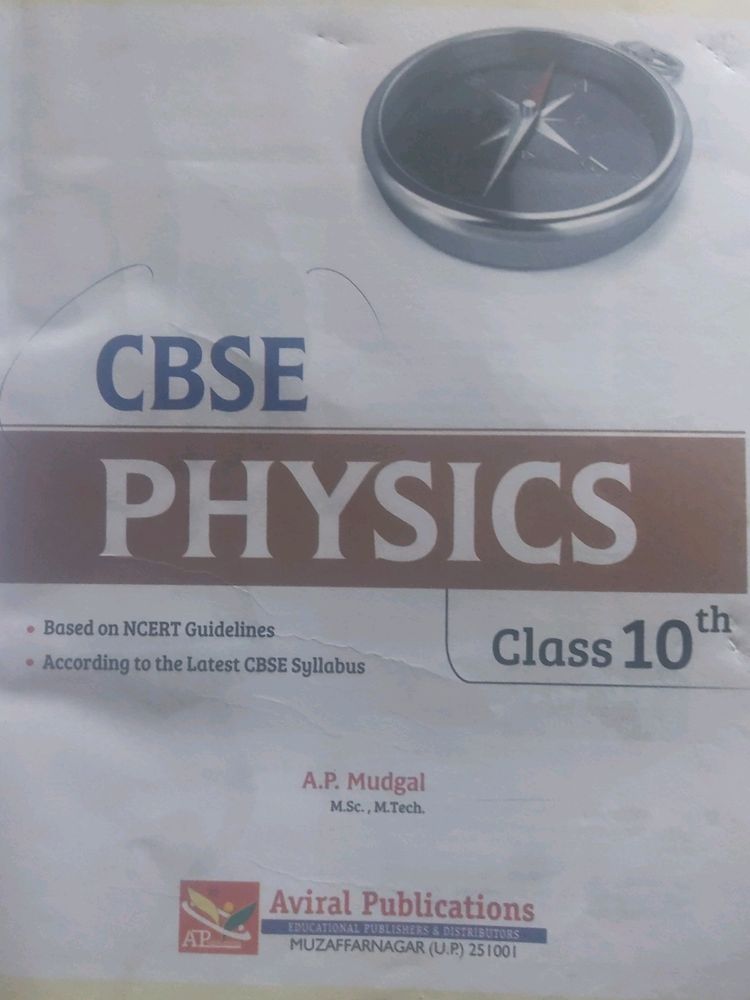 CBSE
PHYSICS
• Based on NCERT Guidelines
• According to the Latest CBSE Syllabus
Class 10th
A.P. Mudgal
M.Sc., M.Tech.
AP
Aviral Publications
EDUCATIONAL PUBLISHERS & DISTRIBUTORS
MUZAFFARNAGAR (U.P.) 251001